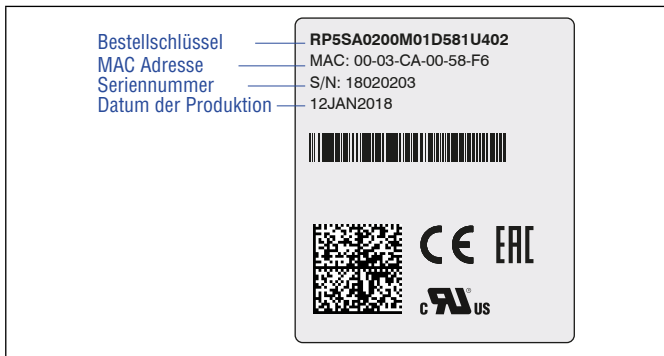 Bestellschlüssel RP5SA0200M01D581U402
MAC Adresse MAC: 00-03-CA-00-58-F6
Seriennummer S/N: 18020203
Datum der Produktion 12JAN2018
CE EAC
c RU ® US